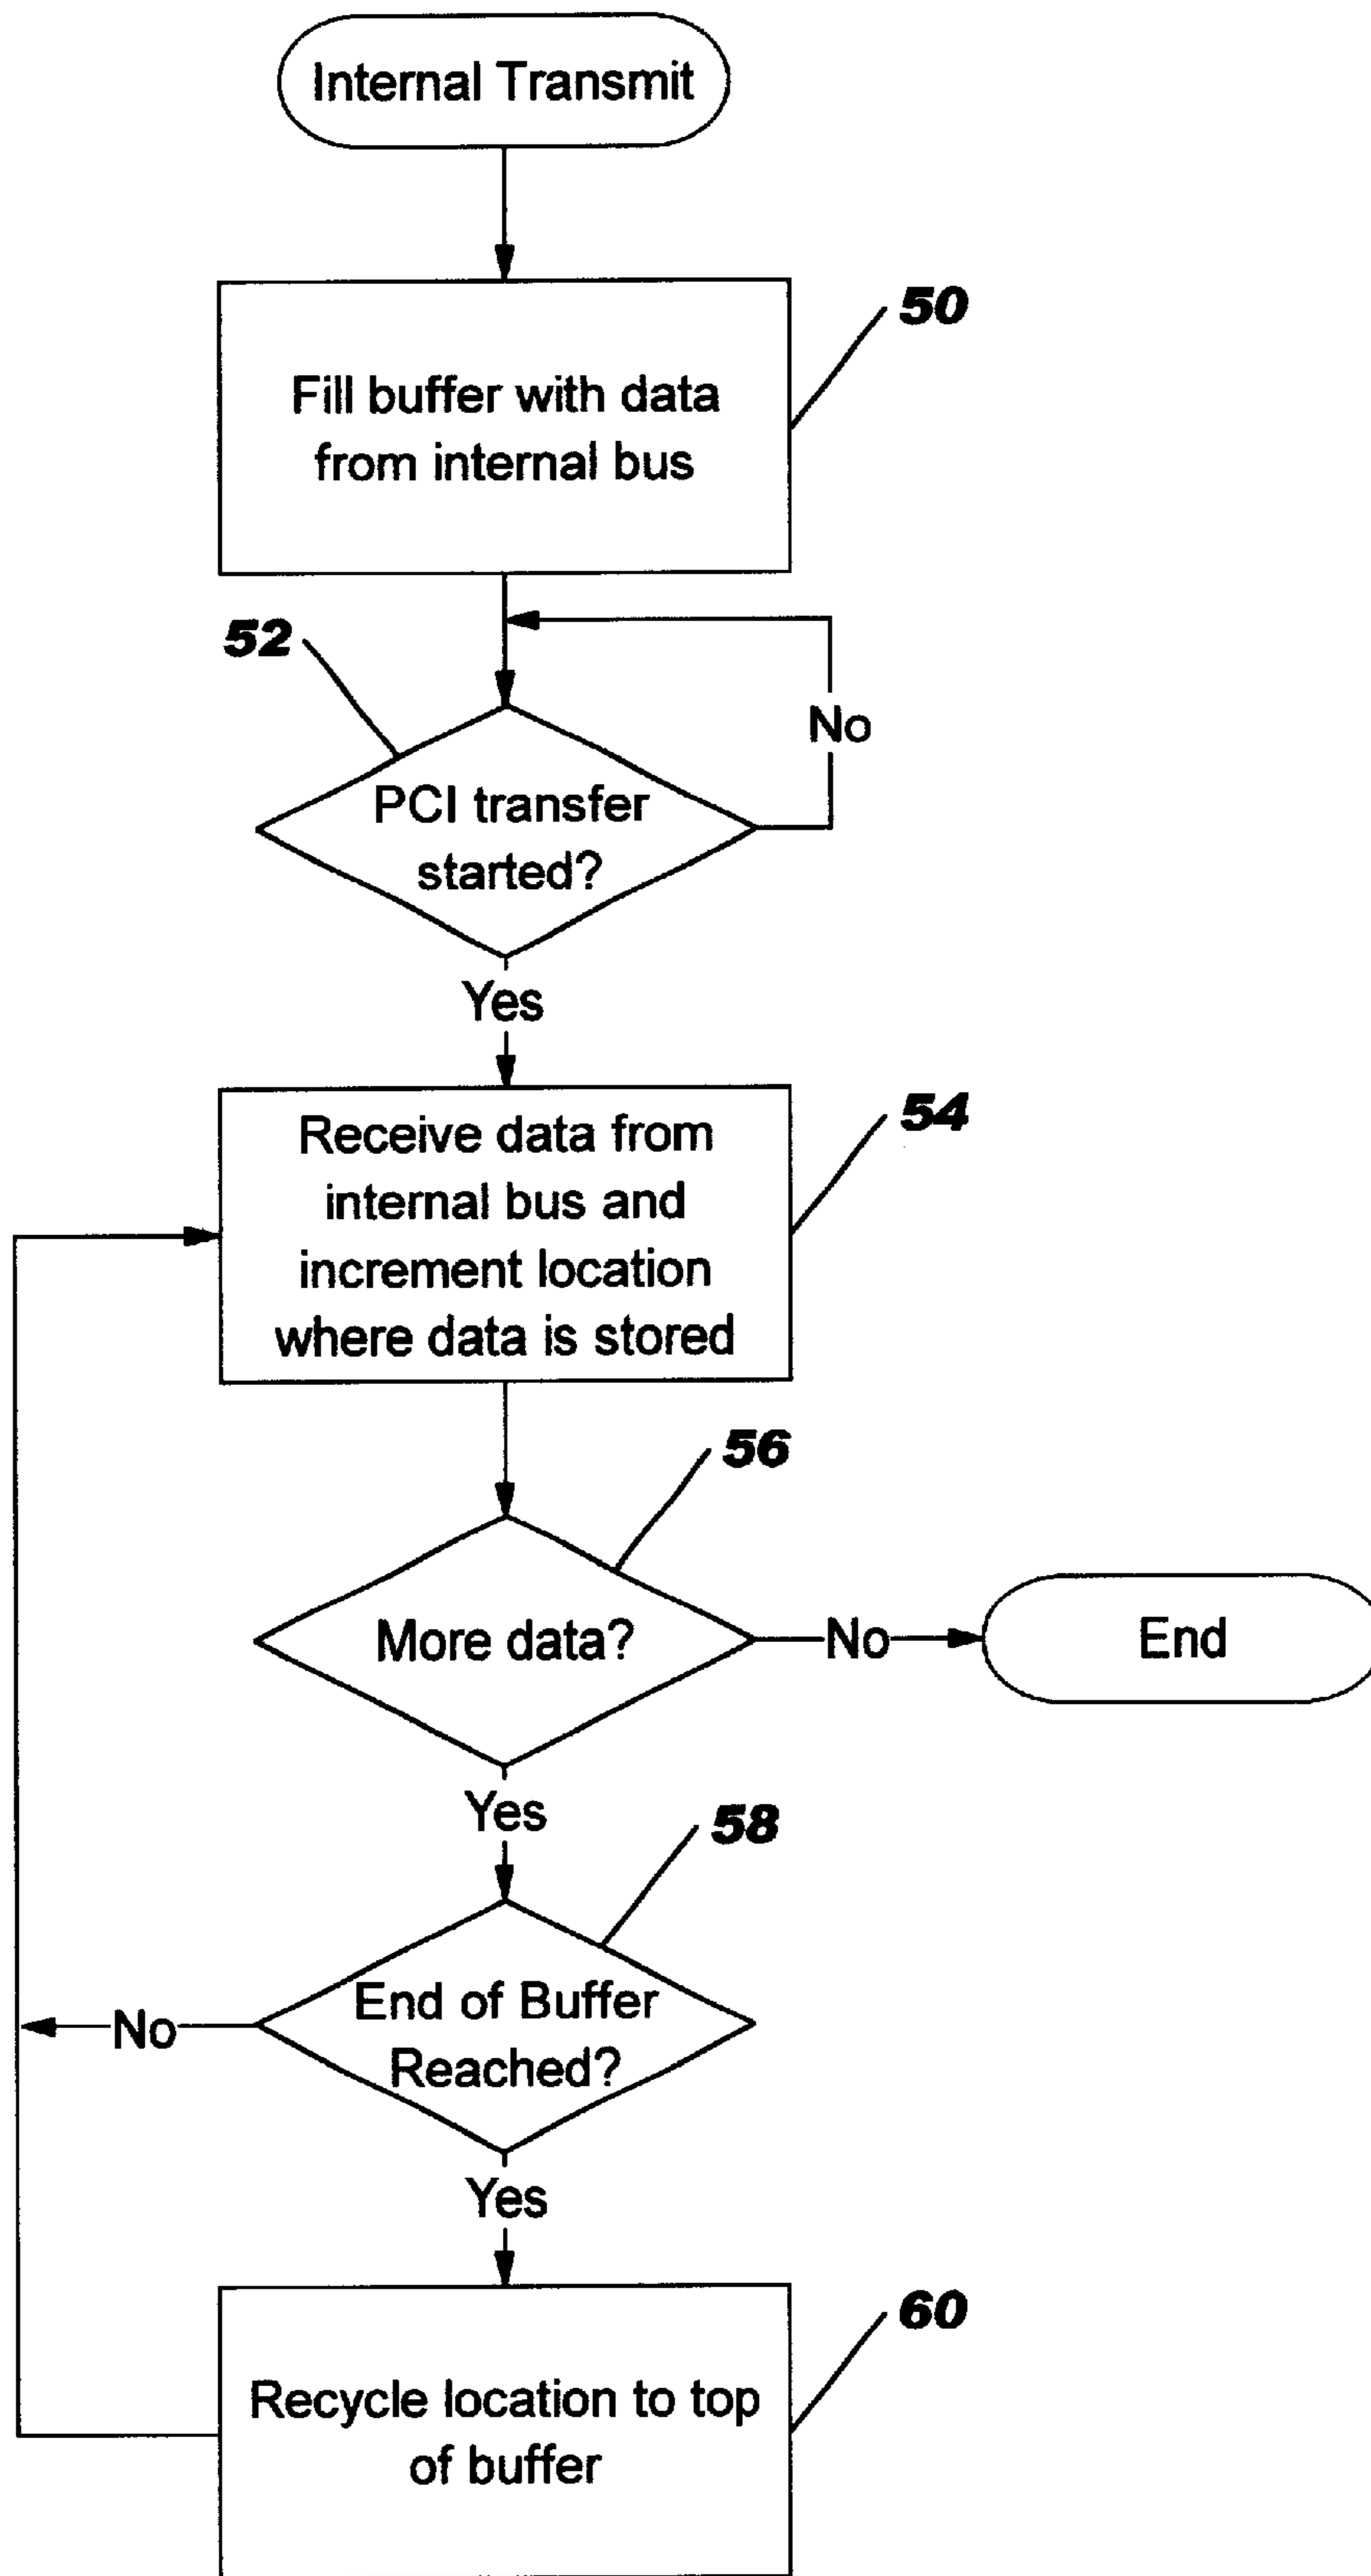 Internal Transmit
50
Fill buffer with data
from internal bus
52
No
PCI transfer
started?
Yes
54
Receive data from
internal bus and
increment location
where data is stored
56
More data?
No
End
Yes
58
End of Buffer
Reached?
No
Yes
60
Recycle location to top
of buffer